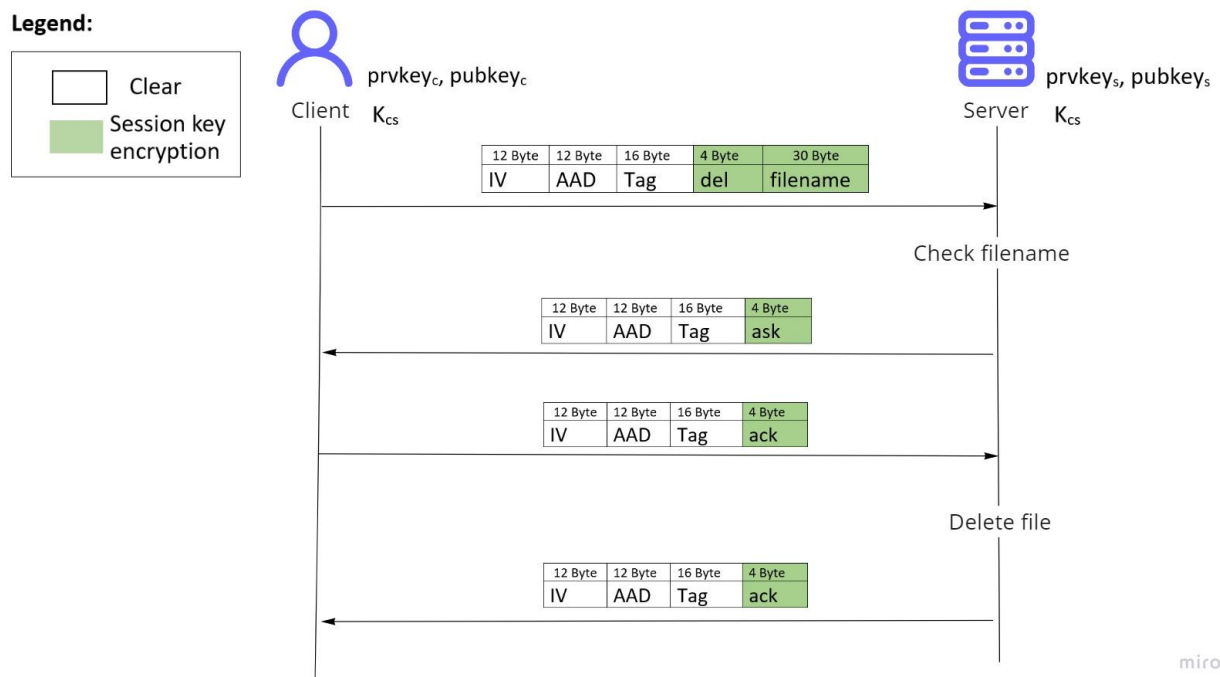 Legend:
Clear
Session key
encryption
prvkeyc, pubkeyc
Client Kcs
prvkeys, pubkeys
Server Kcs
12 Byte 12 Byte 16 Byte 4 Byte 30 Byte
IV AAD Tag del filename
Check filename
12 Byte 12 Byte 16 Byte 4 Byte
IV AAD Tag ask
12 Byte 12 Byte 16 Byte 4 Byte
IV AAD Tag ack
Delete file
12 Byte 12 Byte 16 Byte 4 Byte
IV AAD Tag ack
miro